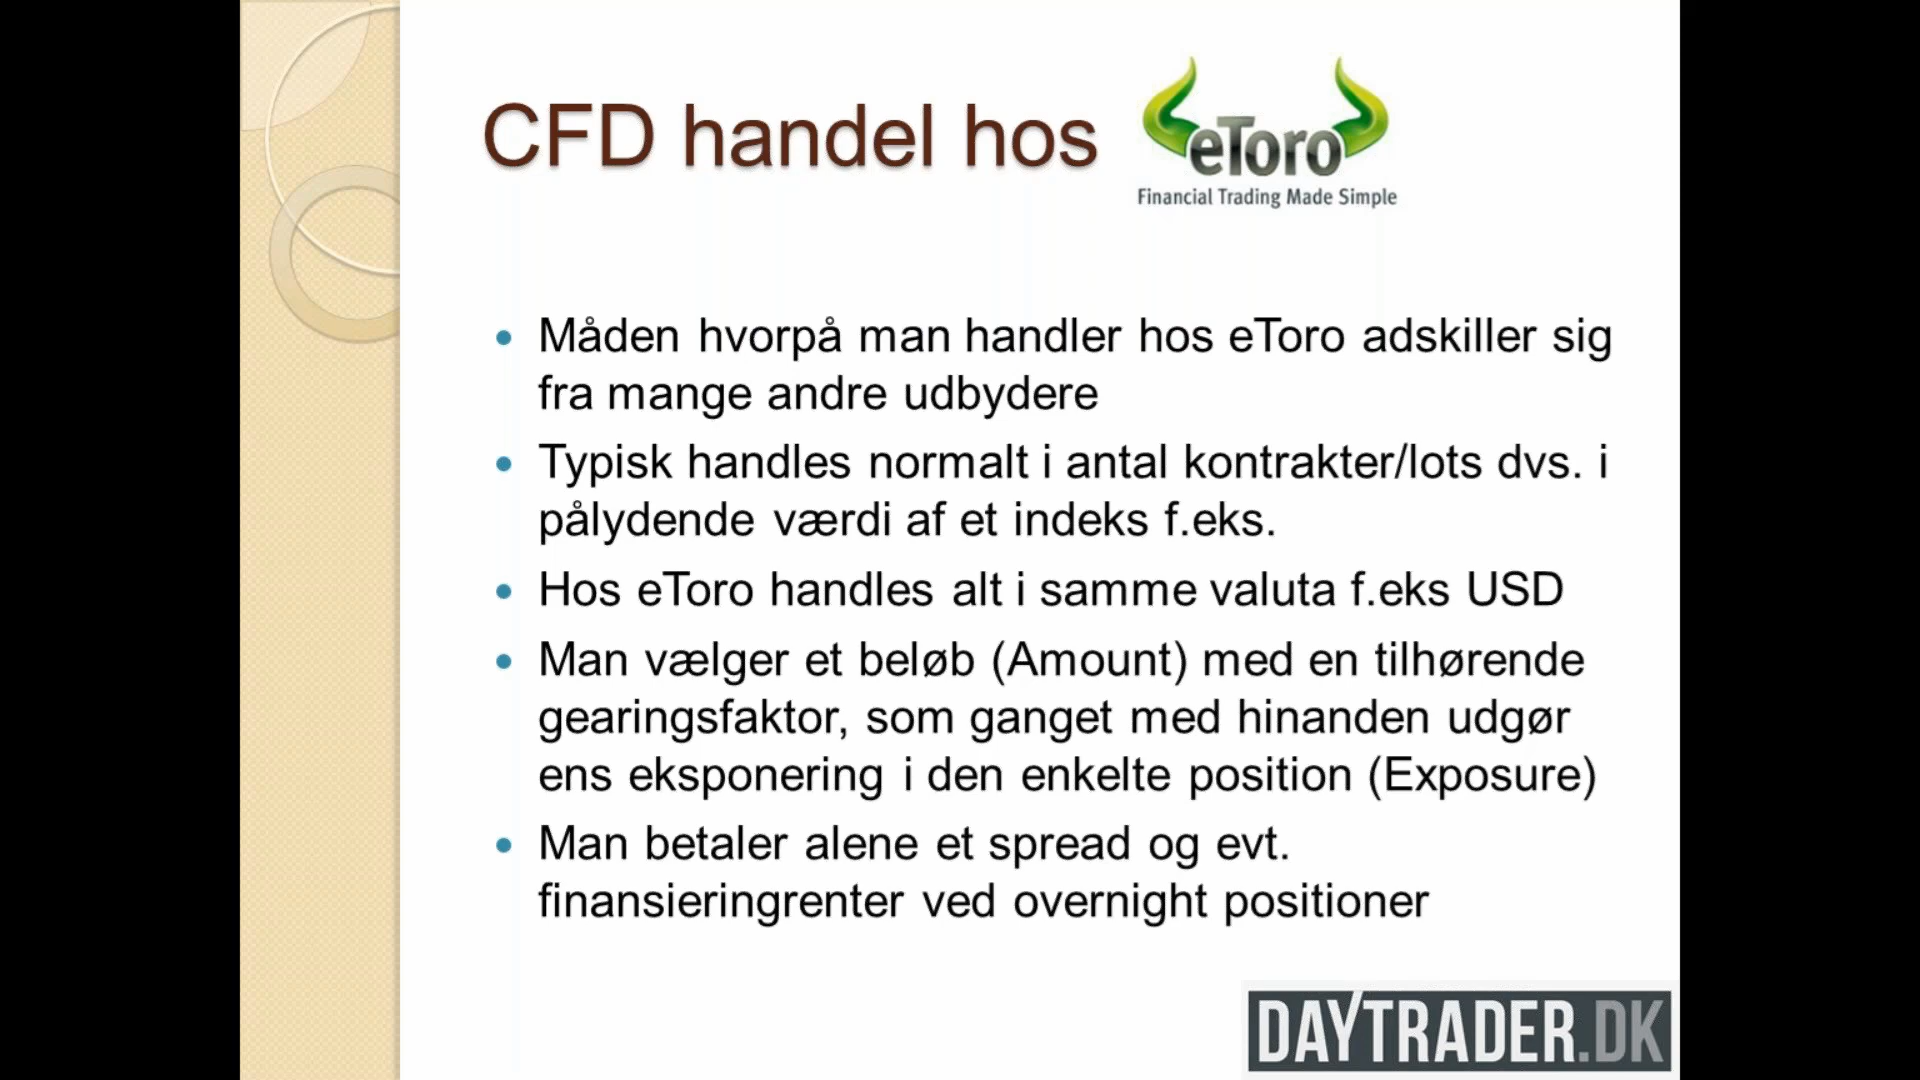 CFD handel hos
eToro
Financial Trading Made Simple
• Måden hvorpå man handler hos eToro adskiller sig
fra mange andre udbydere
• Typisk handles normalt i antal kontrakter/lots dvs. i
pålydende værdi af et indeks f.eks.
• Hos eToro handles alt i samme valuta f.eks USD
• Man vælger et beløb (Amount) med en tilhørende
gearingsfaktor, som ganget med hinanden udgør
ens eksponering i den enkelte position (Exposure)
• Man betaler alene et spread og evt.
finansieringrenter ved overnight positioner
DAYTRADER.DK